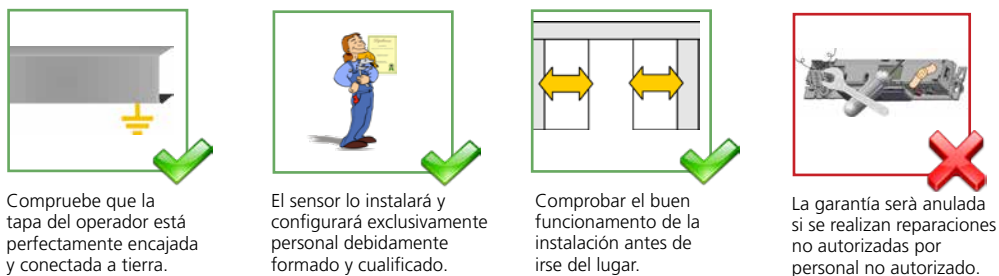 Compruebe que la
tapa del operador está
perfectamente encajada
y conectada a tierra.
El sensor lo instalará y
configurará exclusivamente
personal debidamente
formado y cualificado.
Comprobar el buen
funcionamento de la
instalación antes de
irse del lugar.
La garantía serà anulada
si se realizan reparaciones
no autorizadas por
personal no autorizado.